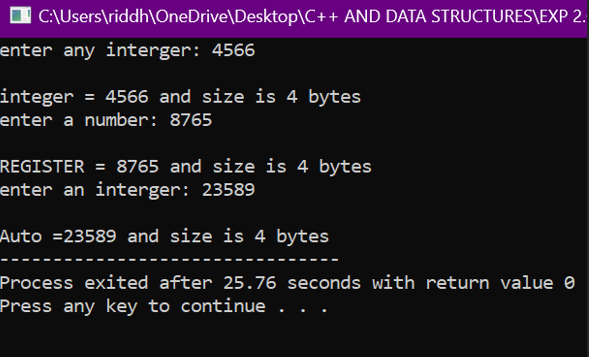 C:\Users\riddh\OneDrive\Desktop\C++ AND DATA STRUCTURES\EXP 2.
enter any interger: 4566
integer = 4566 and size is 4 bytes
enter a number: 8765
REGISTER = 8765 and size is 4 bytes
enter an interger: 23589
Auto =23589 and size is 4 bytes
--------------------------------
Process exited after 25.76 seconds with return value 0
Press any key to continue . . .